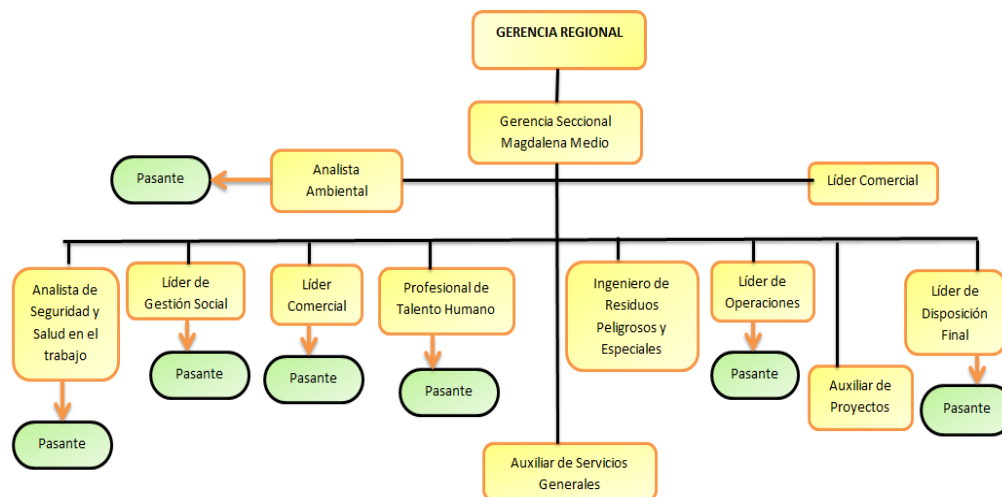 GERENCIA REGIONAL
Gerencia Seccional
Magdalena Medio
Pasante
Analista
Ambiental
Líder Comercial
Analista de
Seguridad y
Salud en el
trabajo
Líder de
Gestión Social
Líder
Comercial
Profesional de
Talento Humano
Ingeniero de
Residuos
Peligrosos y
Especiales
Líder de
Operaciones
Líder de
Disposición
Final
Pasante
Pasante
Pasante
Pasante
Pasante
Auxiliar de
Proyectos
Pasante
Auxiliar de Servicios
Generales